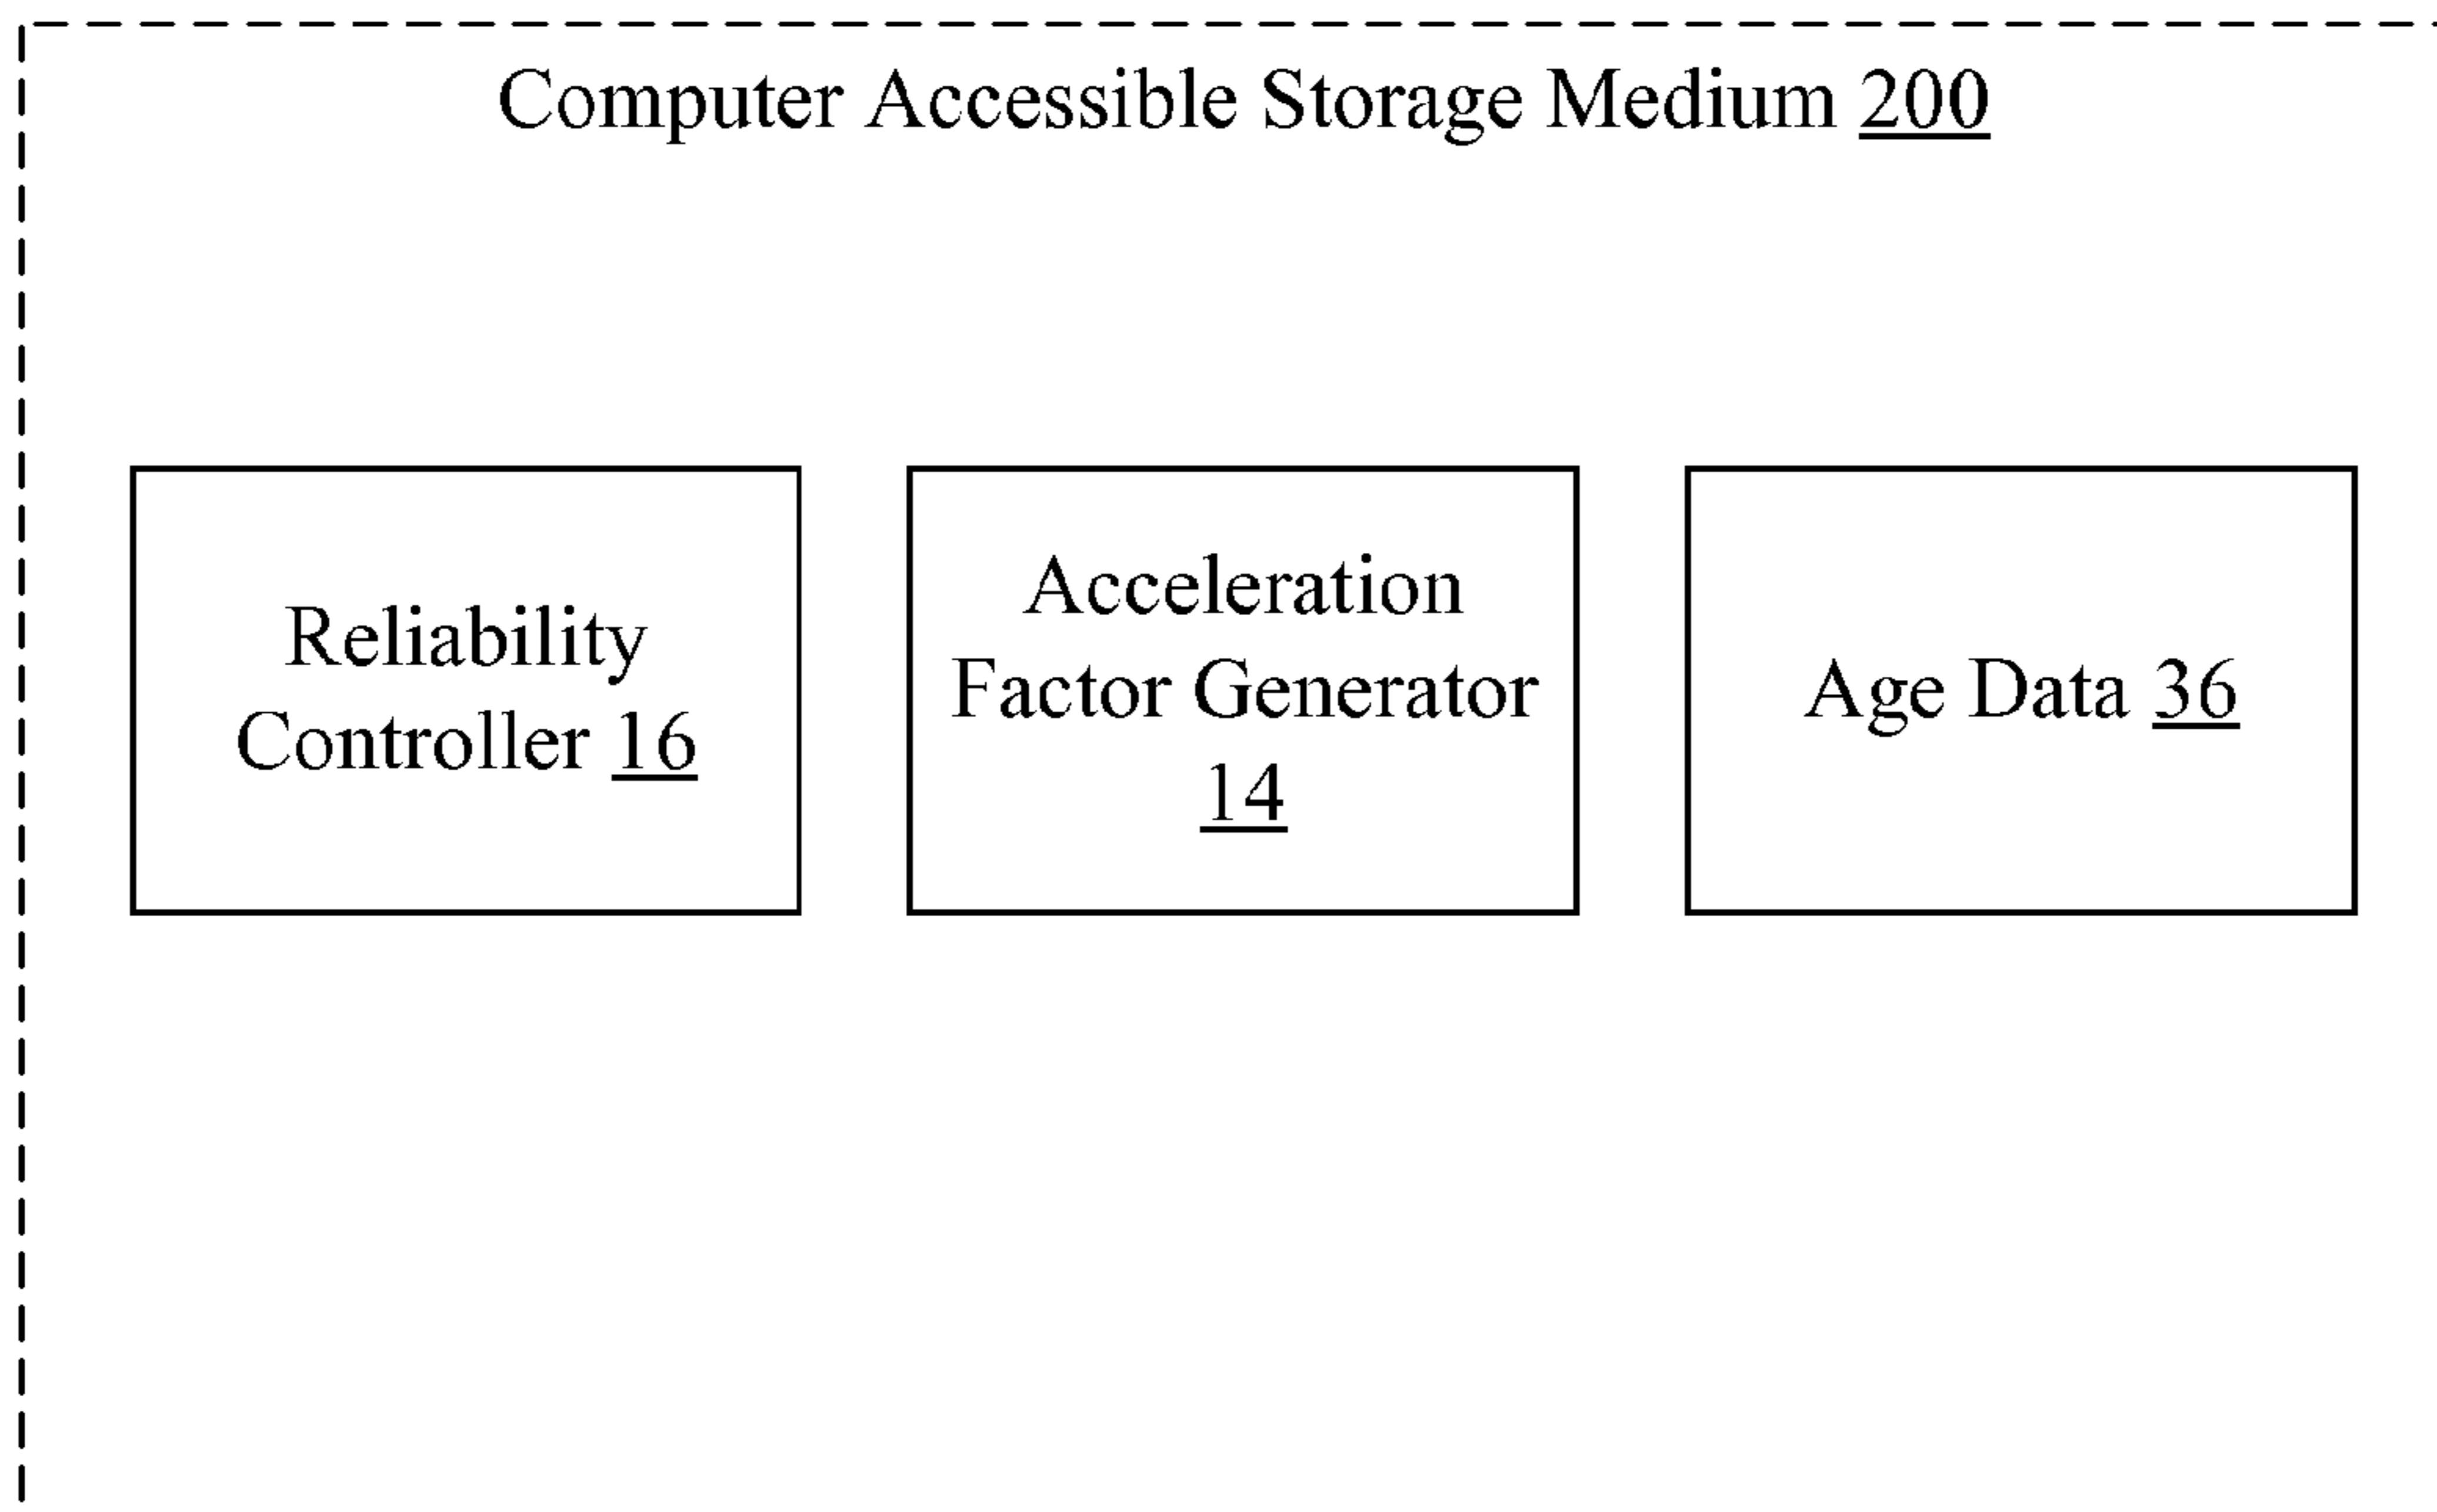 Computer Accessible Storage Medium 200
Reliability
Controller 16
Acceleration
Factor Generator
14
Age Data 36